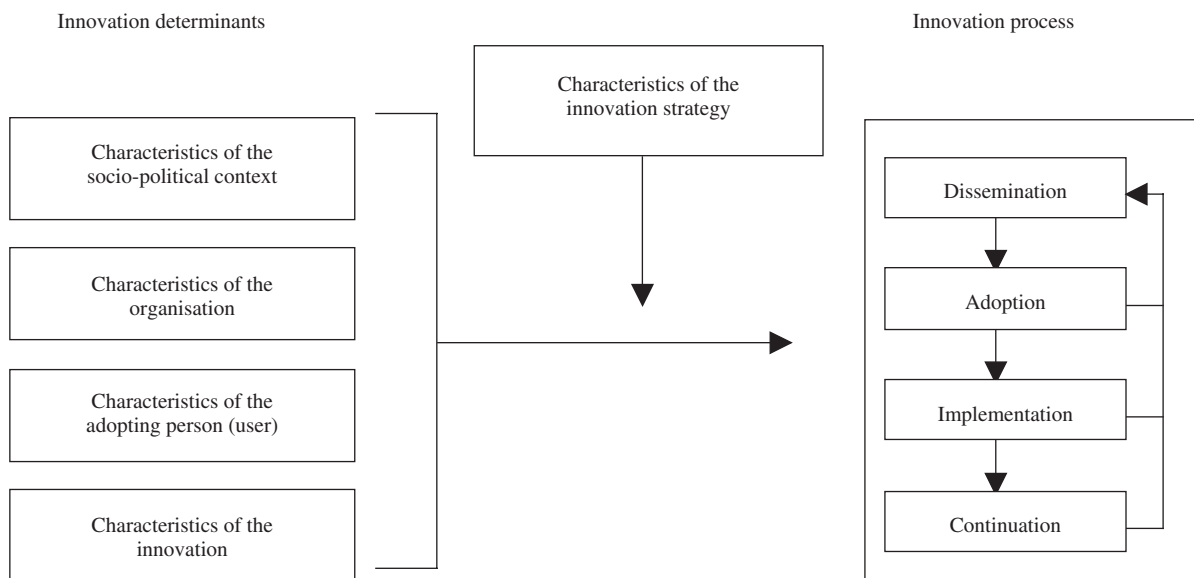 Innovation determinants
Innovation process
Characteristics of the
innovation strategy
Characteristics of the
socio-political context
Characteristics of the
organisation
Characteristics of the
adopting person (user)
Characteristics of the
innovation
Dissemination
Adoption
Implementation
Continuation